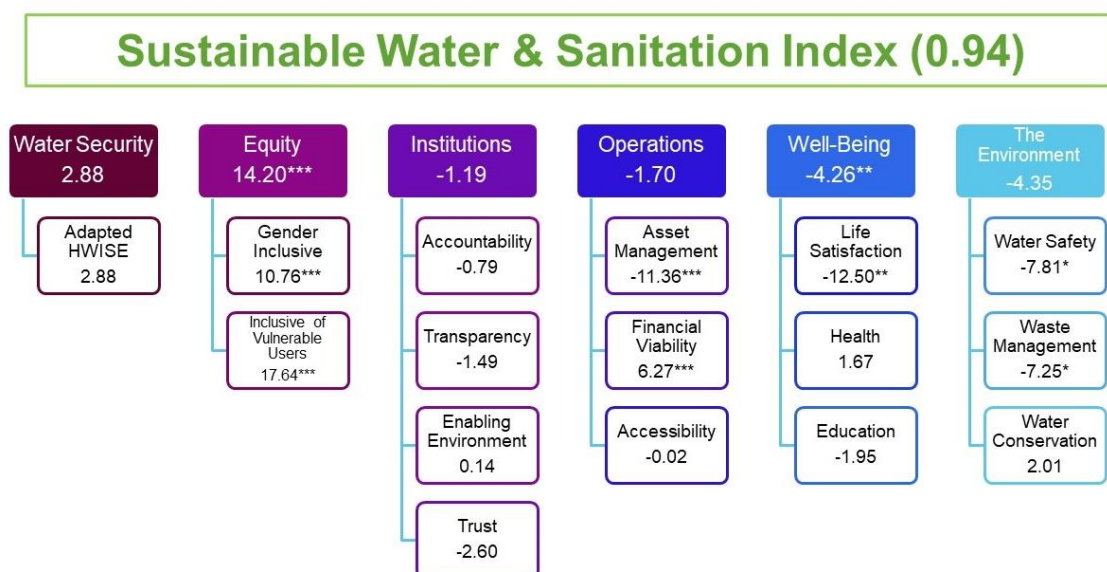 Sustainable Water & Sanitation Index (0.94)
Water Security
2.88
Adapted
HWISE
2.88
Equity
14.20***
Gender
Inclusive
10.76***
Inclusive of
Vulnerable
Users
17.64***
Institutions
-1.19
Accountability
-0.79
Transparency
-1.49
Enabling
Environment
0.14
Trust
-2.60
Operations
-1.70
Asset
Management
-11.36***
Financial
Viability
6.27***
Accessibility
-0.02
Well-Being
-4.26**
Life
Satisfaction
-12.50**
Health
1.67
Education
-1.95
The
Environment
-4.35
Water Safety
-7.81*
Waste
Management
-7.25*
Water
Conservation
2.01